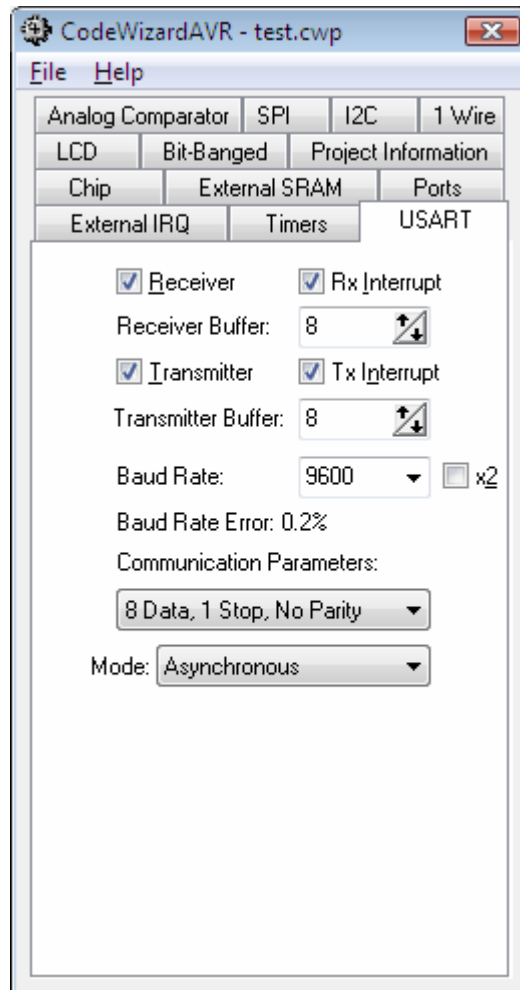 CodeWizardAVR - test.cwp
File Help
Analog Comparator SPI I2C 1 Wire
LCD Bit-Banged Project Information
Chip External SRAM Ports
External IRQ Timers USART
Receiver Rx Interrupt
Receiver Buffer: 8
Transmitter Tx Interrupt
Transmitter Buffer: 8
Baud Rate: 9600 x2
Baud Rate Error: 0.2%
Communication Parameters:
8 Data, 1 Stop, No Parity
Mode: Asynchronous